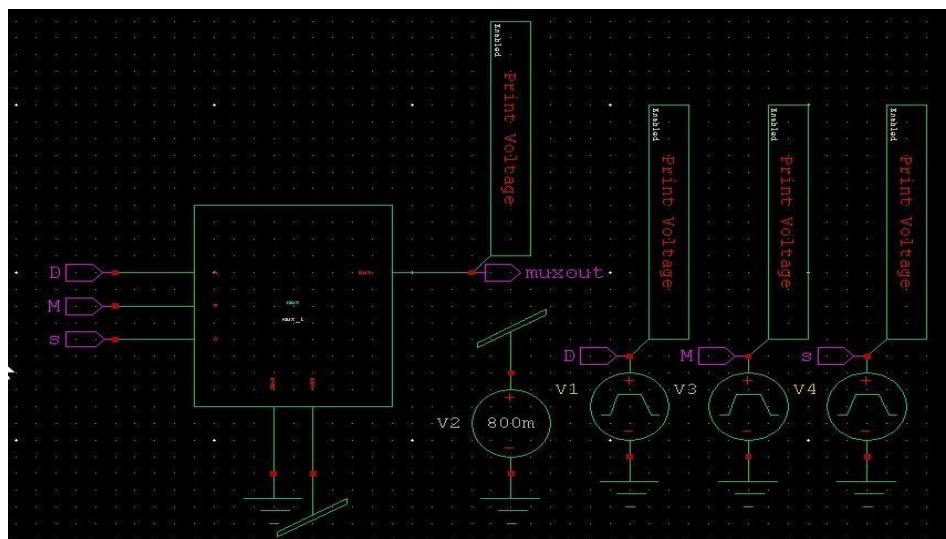 Enabled
Print Voltage
Enabled
Print Voltage
Enabled
Print Voltage
Enabled
Print Voltage
D
muxout
M
mux
mux_1
s
D
M
s
V1
V3
V4
V2
800m